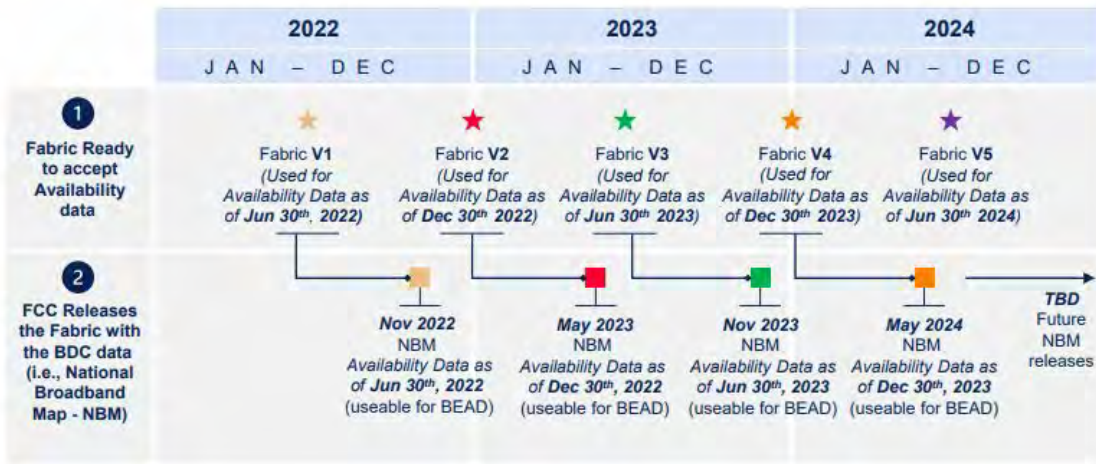 2022
2023
2024
J A N – D E C
J A N – D E C
J A N – D E C
1
Fabric Ready
to accept
Availability
data
Fabric V1
(Used for
Availability Data as
of Jun 30th, 2022)
Fabric V2
(Used for
Availability Data as
of Dec 30th 2022)
Fabric V3
(Used for
Availability Data as
of Jun 30th 2023)
Fabric V4
(Used for
Availability Data as
of Dec 30th 2023)
Fabric V5
(Used for
Availability Data as
of Jun 30th 2024)
2
FCC Releases
the Fabric with
the BDC data
(i.e., National
Broadband
Map - NBM)
Nov 2022
NBM
Availability Data as
of Jun 30th, 2022
(useable for BEAD)
May 2023
NBM
Availability Data as
of Dec 30th, 2022
(useable for BEAD)
Nov 2023
NBM
Availability Data as
of Jun 30th, 2023
(useable for BEAD)
May 2024
NBM
Availability Data as
of Dec 30th, 2023
(useable for BEAD)
TBD
Future
NBM
releases